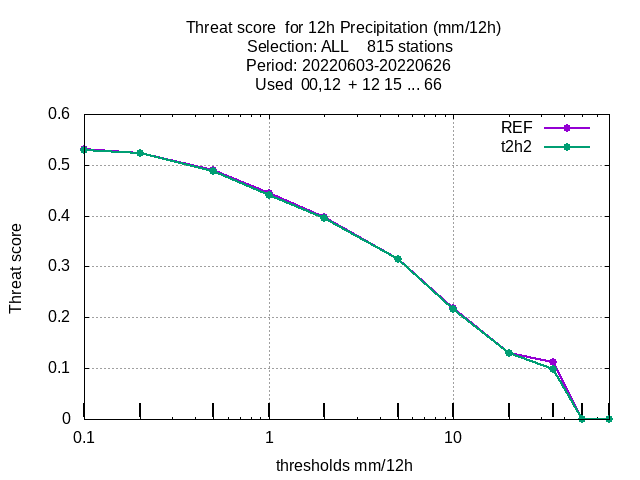 Threat score  for 12h Precipitation (mm/12h)
Selection: ALL    815 stations
Period: 20220603-20220626
Used  00,12  + 12 15 ... 66
REF
t2h2
Threat score
0.6
0.5
0.4
0.3
0.2
0.1
0
0.1 1 10
thresholds mm/12h